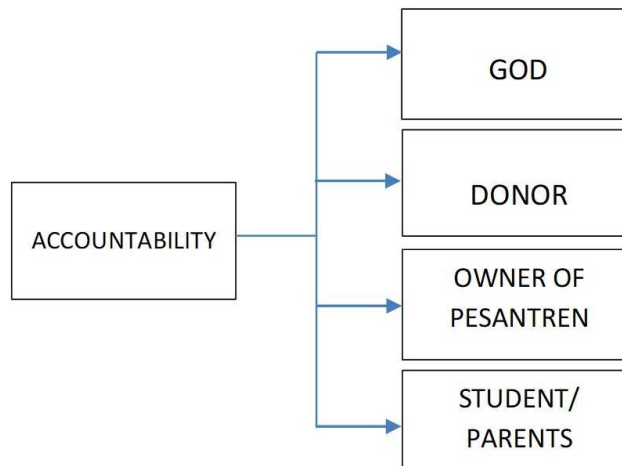 GOD
DONOR
ACCOUNTABILITY
OWNER OF
PESANTREN
STUDENT/
PARENTS